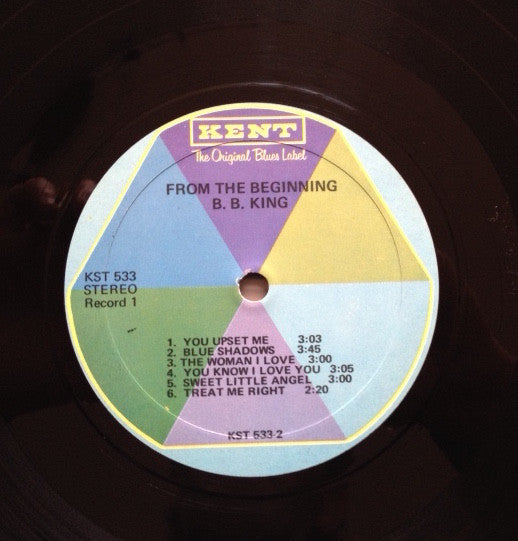 KENT
The Original Blues Label
FROM THE BEGINNING
B. B. KING
KST 533
STEREO
Record 1
1. YOU UPSET ME 3:03
2. BLUE SHADOWS 3:45
3. THE WOMAN I LOVE 3:00
4. YOU KNOW I LOVE YOU 3:05
5. SWEET LITTLE ANGEL 3:00
6. TREAT ME RIGHT 2:20
KST 533-2